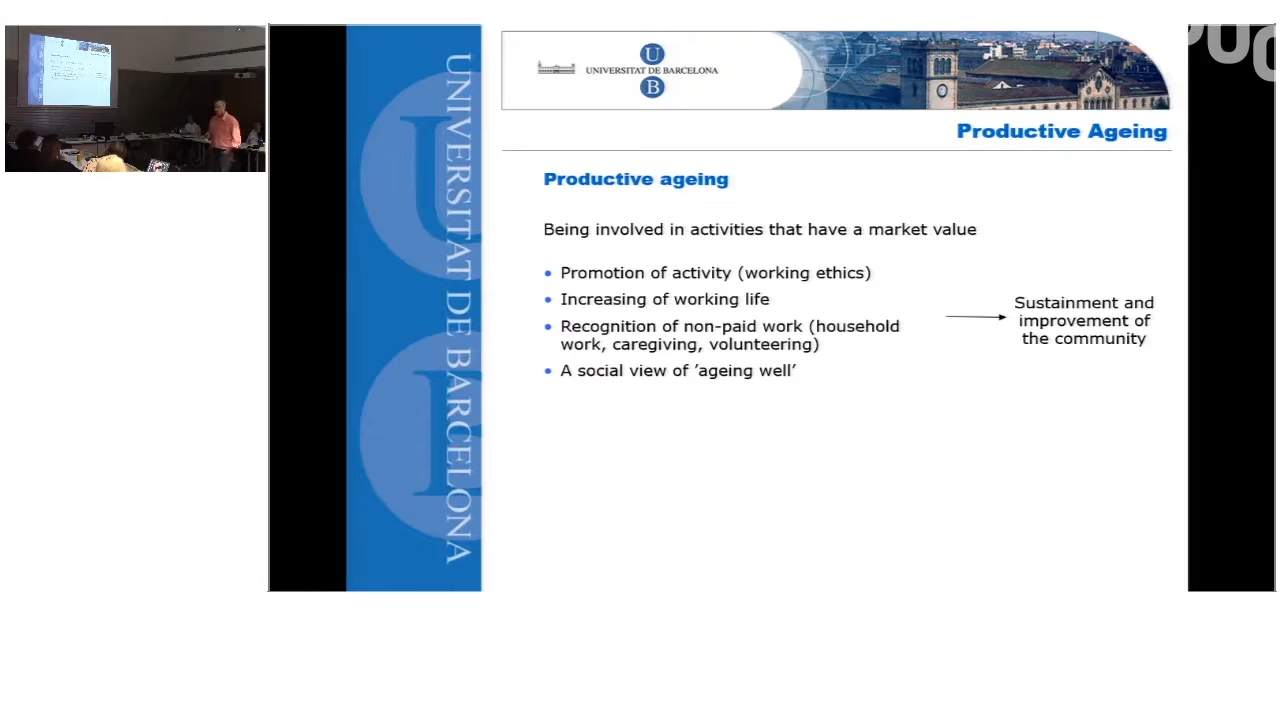 U
UNIVERSITAT DE BARCELONA
B
Productive Ageing
UNIVERSITAT DE BARCELONA
Productive ageing
Being involved in activities that have a market value
• Promotion of activity (working ethics)
• Increasing of working life
• Recognition of non-paid work (household
work, caregiving, volunteering)
• A social view of ’ageing well’
Sustainment and
improvement of
the community